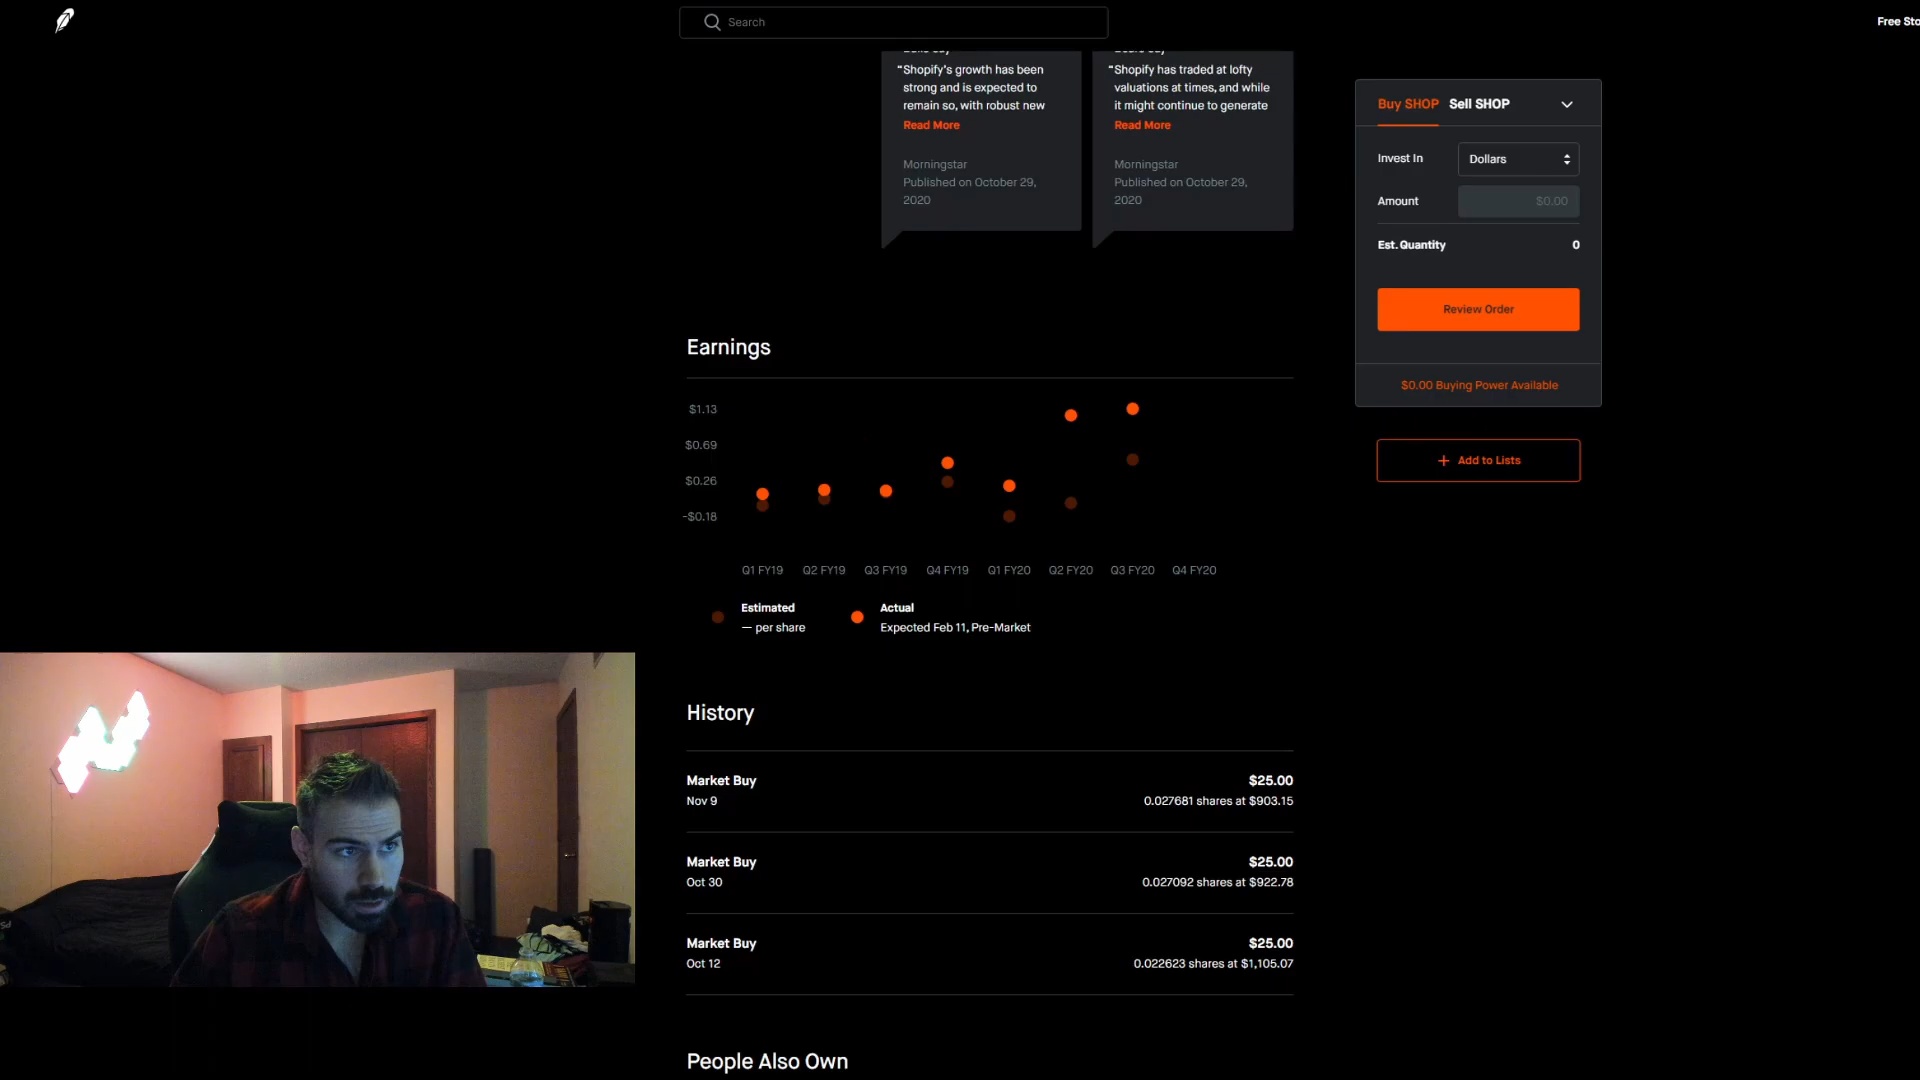 Search
Free Sto
“Shopify's growth has been
strong and is expected to
remain so, with robust new
Read More
Morningstar
Published on October 29,
2020
“Shopify has traded at lofty
valuations at times, and while
it might continue to generate
Read More
Morningstar
Published on October 29,
2020
Buy SHOP Sell SHOP
Invest In Dollars
Amount $0.00
Est. Quantity 0
Review Order
$0.00 Buying Power Available
+ Add to Lists
Earnings
$1.13
$0.69
$0.26
-$0.18
Q1 FY19 Q2 FY19 Q3 FY19 Q4 FY19 Q1 FY20 Q2 FY20 Q3 FY20 Q4 FY20
Estimated
— per share
Actual
Expected Feb 11, Pre-Market
History
Market Buy $25.00
Nov 9 0.027681 shares at $903.15
Market Buy $25.00
Oct 30 0.027092 shares at $922.78
Market Buy $25.00
Oct 12 0.022623 shares at $1,105.07
People Also Own